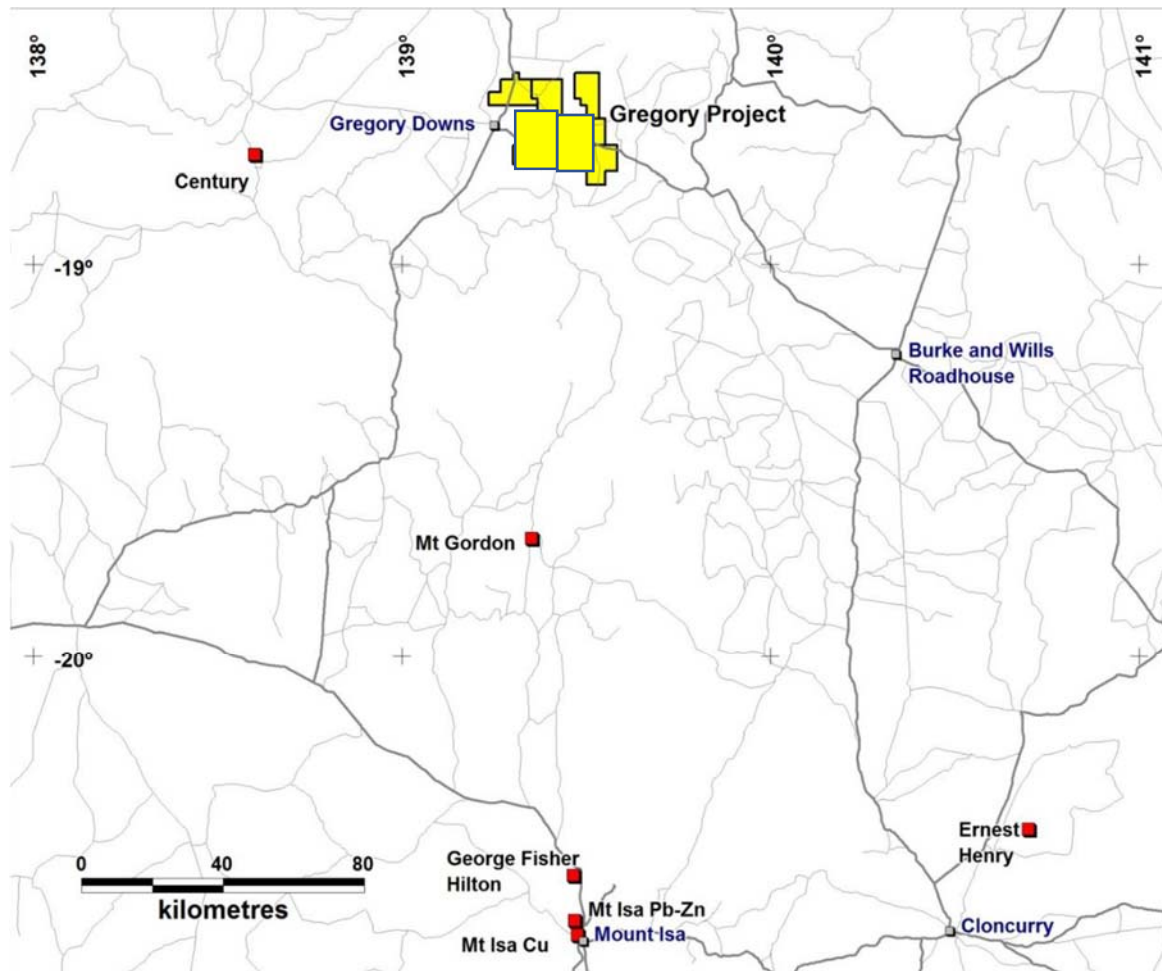 138°
139°
140°
141°
Gregory Project
Gregory Downs
Century
-19°
Burke and Wills
Roadhouse
Mt Gordon
-20°
Ernest
Henry
0 40 80
kilometres
George Fisher
Hilton
Mt Isa Pb-Zn
Mt Isa Cu
Mount Isa
Cloncurry